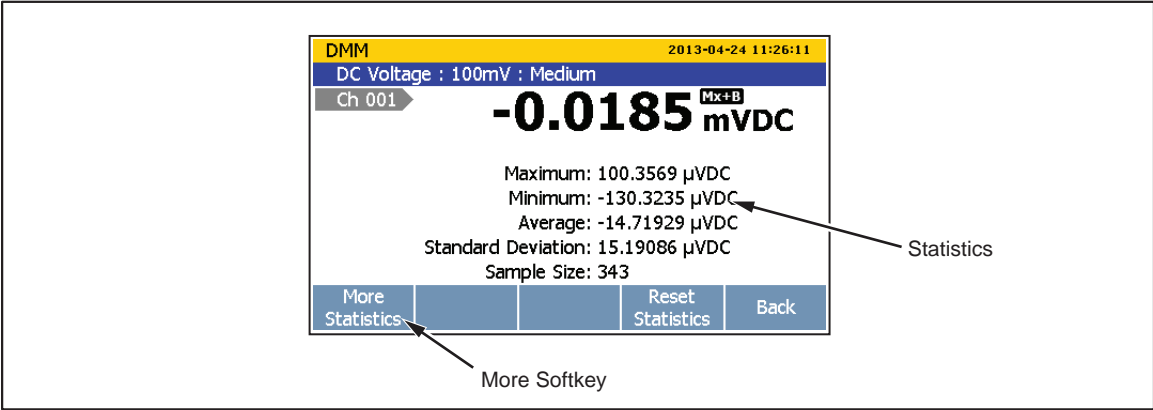 DMM 2013-04-24 11:26:11
DC Voltage : 100mV : Medium
Ch 001
-0.0185 Mx+B mVDC
Maximum: 100.3569 µVDC
Minimum: -130.3235 µVDC
Average: -14.71929 µVDC
Standard Deviation: 15.19086 µVDC
Sample Size: 343
Statistics
More Statistics
Reset Statistics
Back
More Softkey